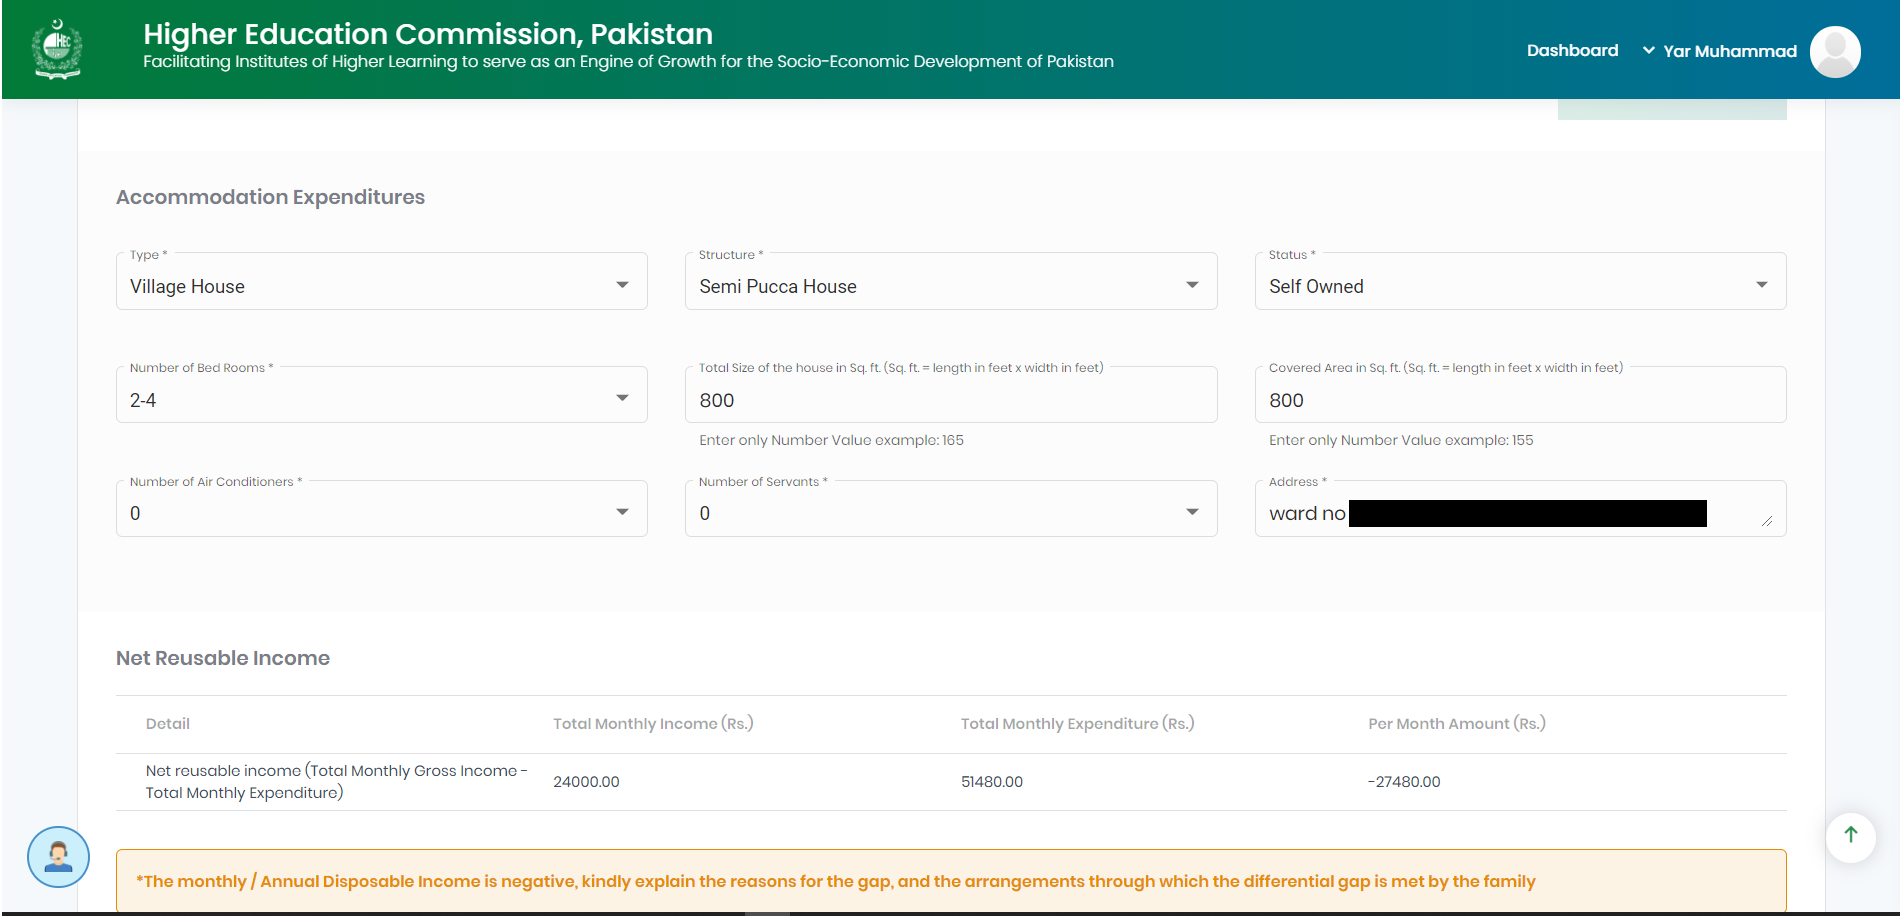 Higher Education Commission, Pakistan
Facilitating Institutes of Higher Learning to serve as an Engine of Growth for the Socio-Economic Development of Pakistan
HEC
Dashboard
Yar Muhammad
Accommodation Expenditures
Type *
Village House
Structure *
Semi Pucca House
Status *
Self Owned
Number of Bed Rooms *
2-4
Total Size of the house in Sq. ft. (Sq. ft. = length in feet x width in feet)
800
Enter only Number Value example: 165
Covered Area in Sq. ft. (Sq. ft. = length in feet x width in feet)
800
Enter only Number Value example: 155
Number of Air Conditioners *
0
Number of Servants *
0
Address *
ward no
Net Reusable Income
Detail
Total Monthly Income (Rs.)
Total Monthly Expenditure (Rs.)
Per Month Amount (Rs.)
Net reusable income (Total Monthly Gross Income -
Total Monthly Expenditure)
24000.00
51480.00
-27480.00
*The monthly / Annual Disposable Income is negative, kindly explain the reasons for the gap, and the arrangements through which the differential gap is met by the family